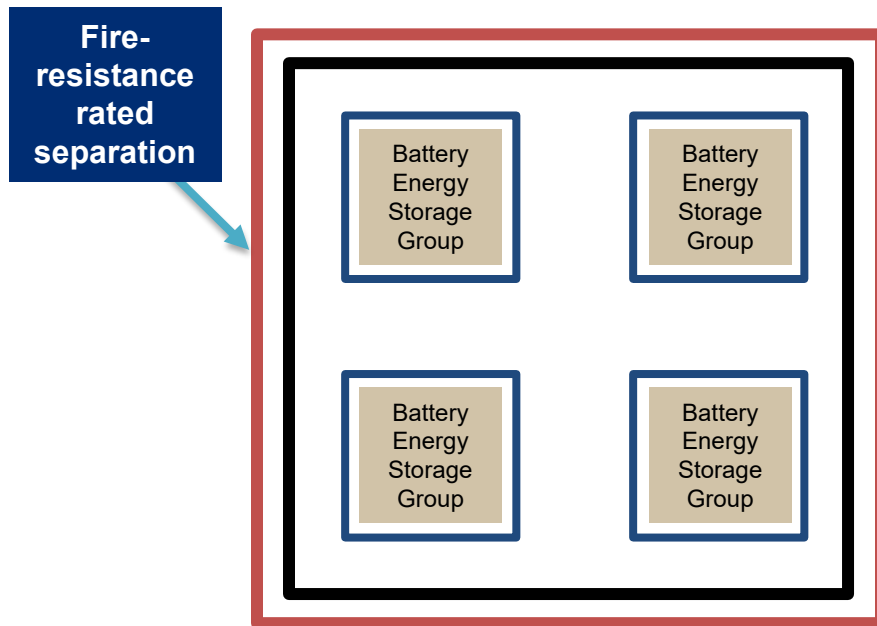 Fire-
resistance
rated
separation
Battery
Energy
Storage
Group
Battery
Energy
Storage
Group
Battery
Energy
Storage
Group
Battery
Energy
Storage
Group